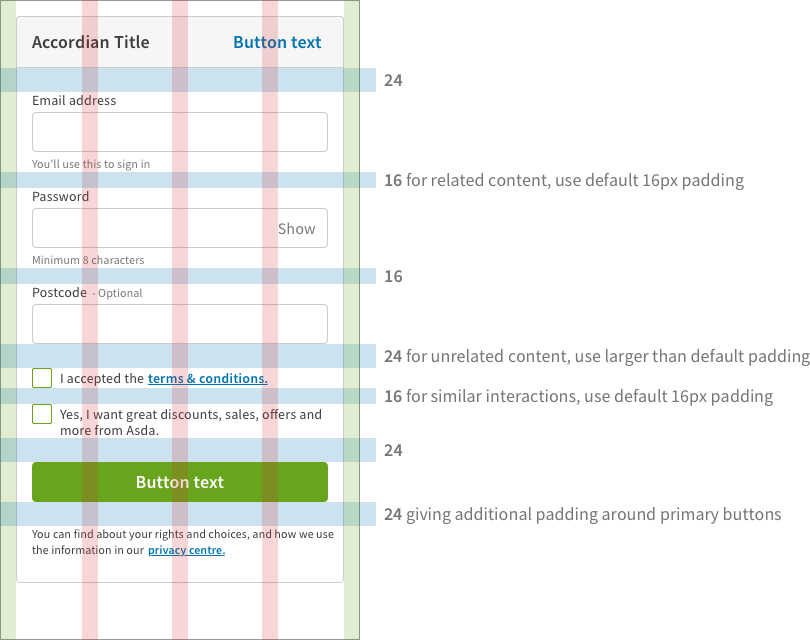 Accordian Title
Button text
24
Email address
You'll use this to sign in
16 for related content, use default 16px padding
Password
Show
Minimum 8 characters
16
Postcode - Optional
24 for unrelated content, use larger than default padding
I accepted the terms & conditions.
16 for similar interactions, use default 16px padding
Yes, I want great discounts, sales, offers and
more from Asda.
24
Button text
24 giving additional padding around primary buttons
You can find about your rights and choices, and how we use
the information in our privacy centre.